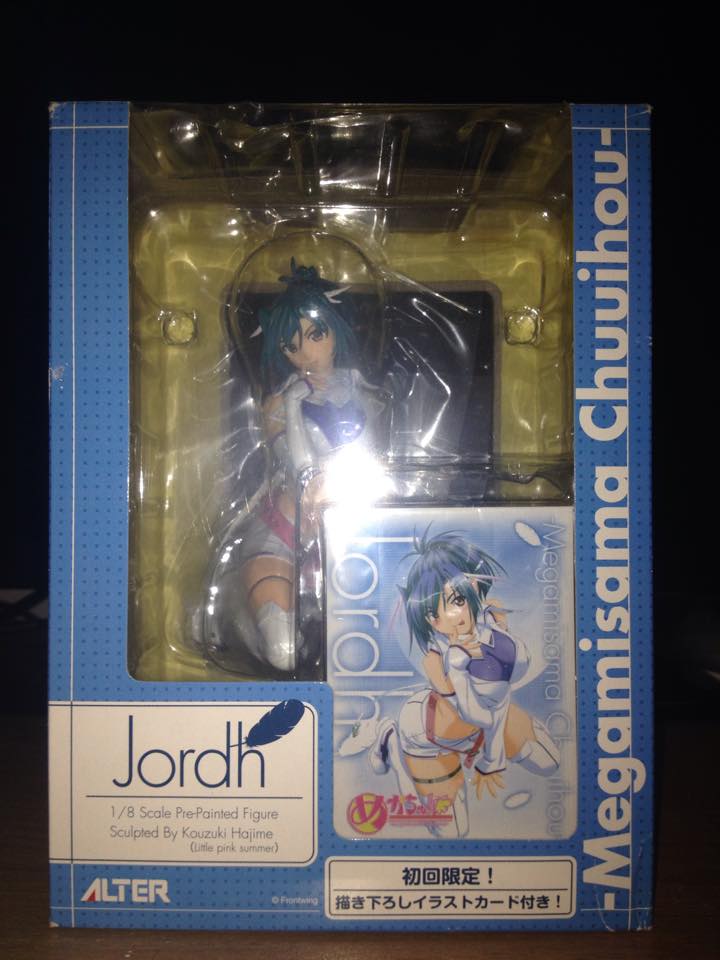 -Megamisama Chuuihou-
Jordh
Megamisama Chuuihou
Jordh
1/8 Scale Pre-Painted Figure
Sculpted By Kouzuki Hajime
(Little pink summer)
ALTER
© Frontwing
初回限定！
描き下ろしイラストカード付き！